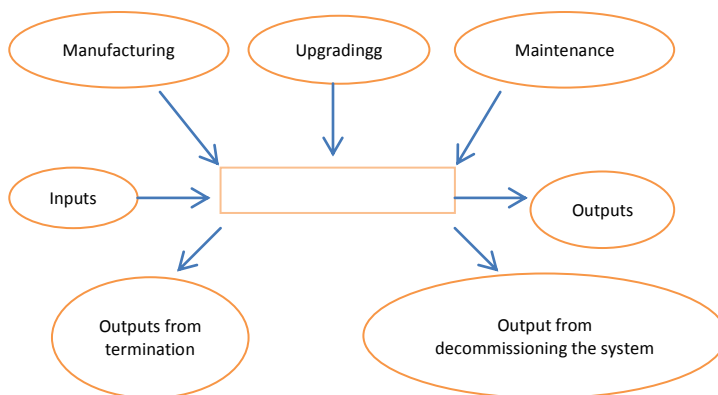 Manufacturing
Upgradingg
Maintenance
Inputs
Outputs
Outputs from
termination
Output from
decommissioning the system